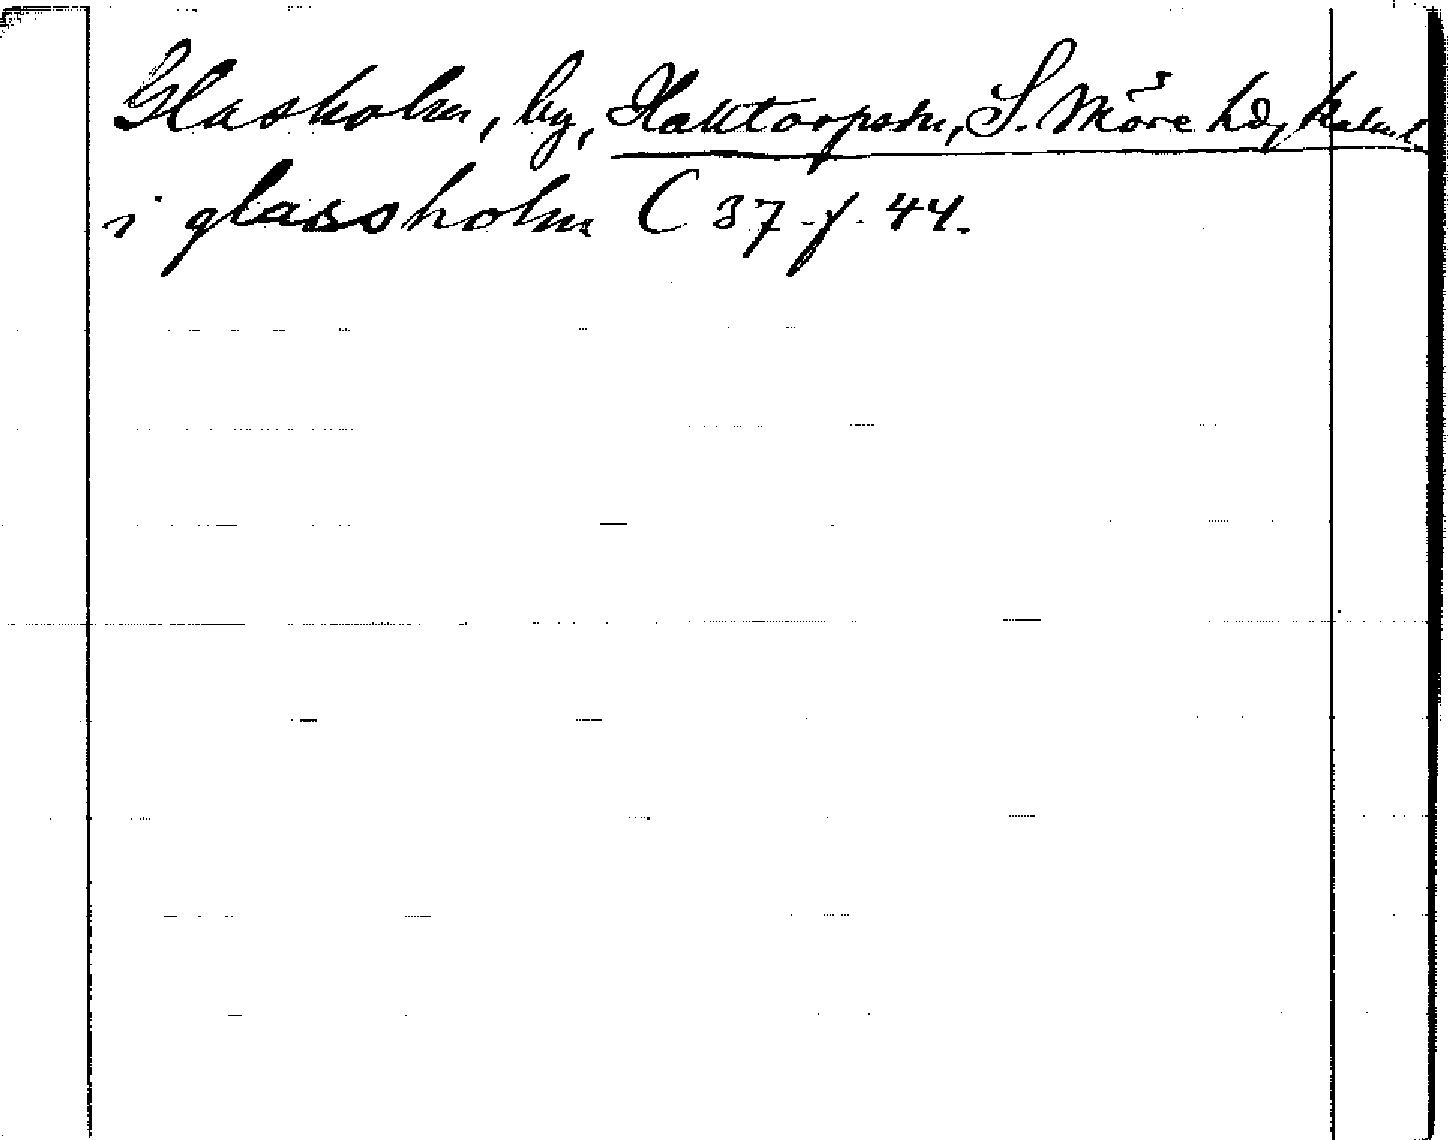 Glasholm, by, Halltorps sn, S. Möre hd, Kalm. l.
i glassholm C 37 f. 44.